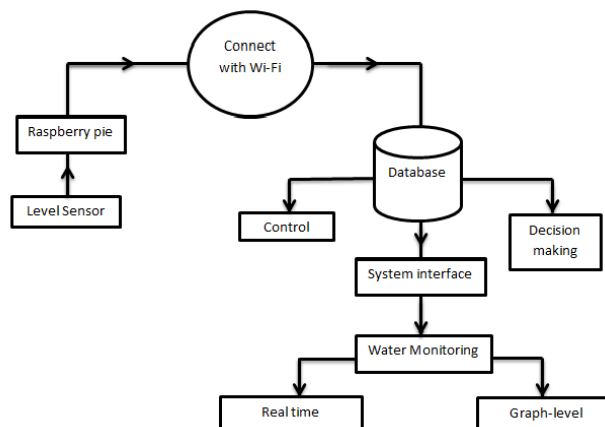 Connect
with Wi-Fi
Raspberry pie
Level Sensor
Database
Control
Decision
making
System interface
Water Monitoring
Real time
Graph-level